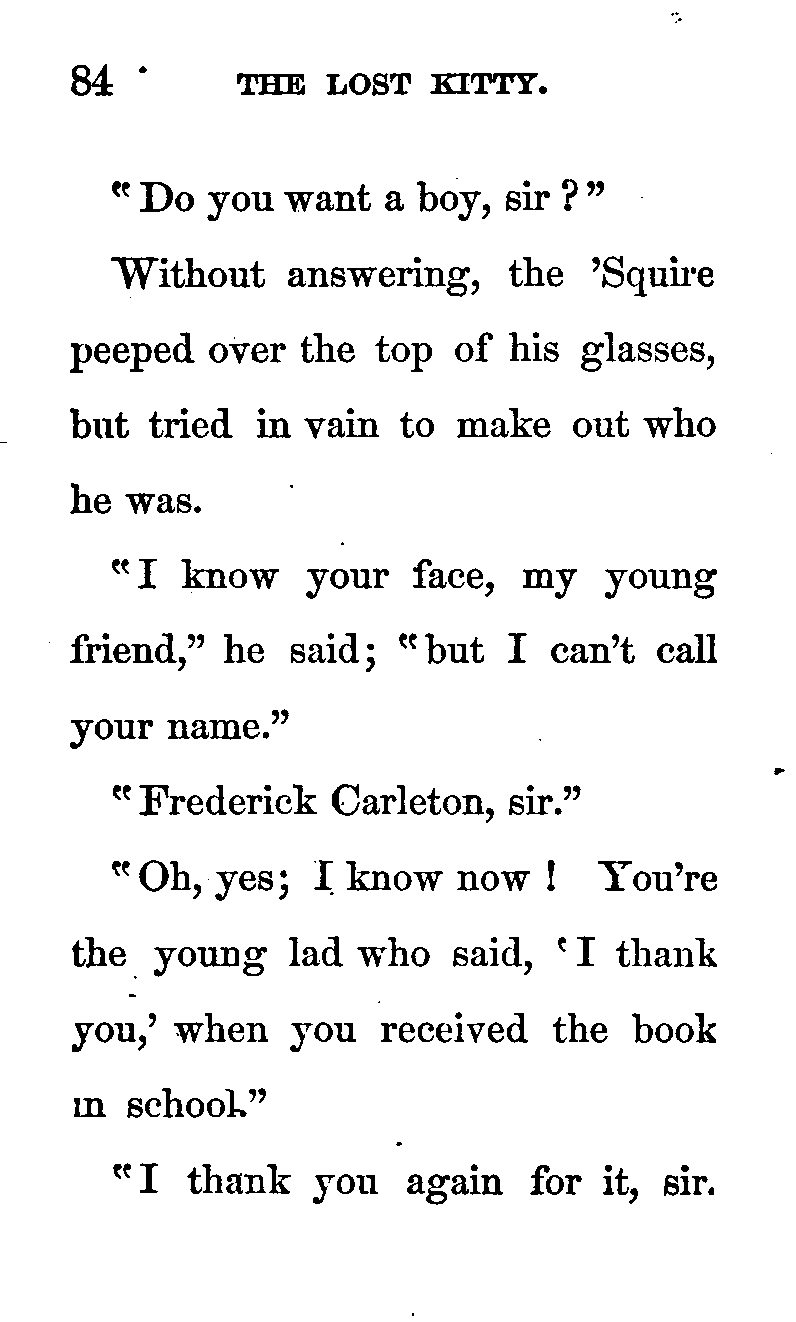 84 THE LOST KITTY.
"Do you want a boy, sir?"
Without answering, the 'Squire
peeped over the top of his glasses,
but tried in vain to make out who
he was.
"I know your face, my young
friend," he said; "but I can't call
your name."
"Frederick Carleton, sir."
"Oh, yes; I know now! You're
the young lad who said, 'I thank
you,' when you received the book
in school."
"I thank you again for it, sir.